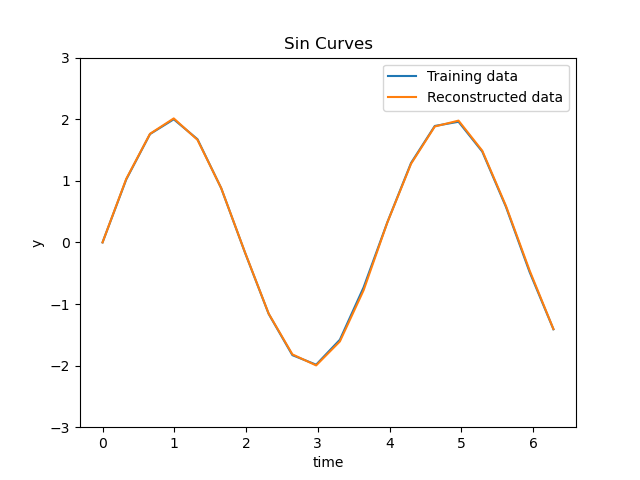 Sin Curves
Training data
Reconstructed data
3
2
1
0
−1
−2
−3
y
0 1 2 3 4 5 6
time